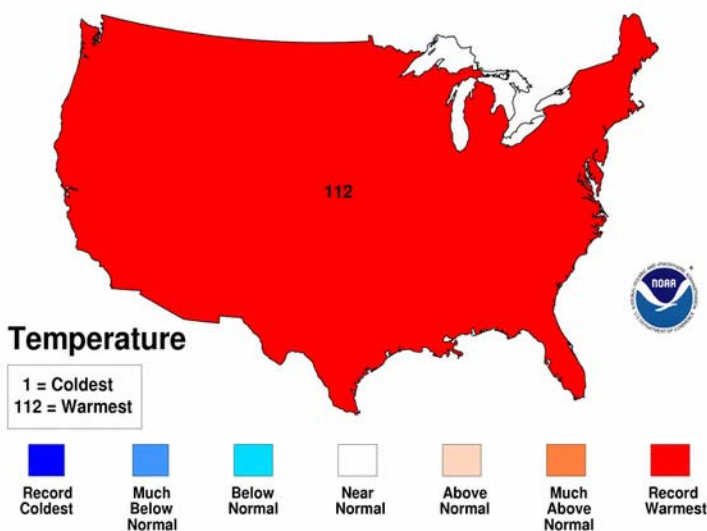 112
NOAA
Temperature
1 = Coldest
112 = Warmest
Record
Coldest
Much
Below
Normal
Below
Normal
Near
Normal
Above
Normal
Much
Above
Normal
Record
Warmest